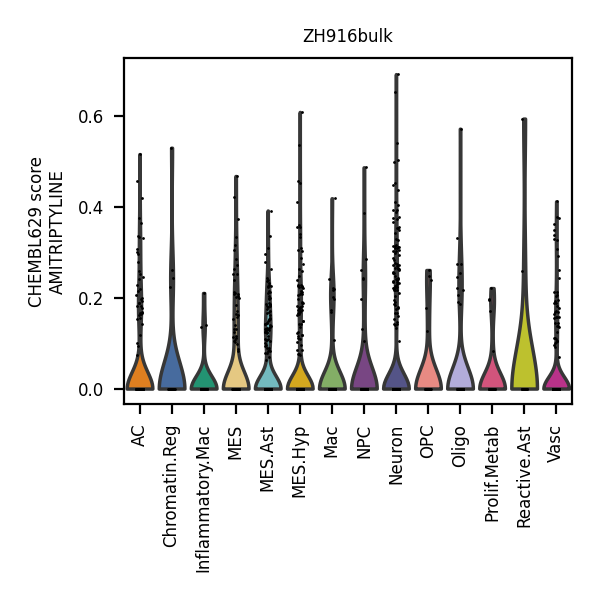 ZH916bulk
CHEMBL629 score
AMITRIPTYLINE
0.6
0.4
0.2
0.0
AC
Chromatin.Reg
Inflammatory.Mac
MES
MES.Ast
MES.Hyp
Mac
NPC
Neuron
OPC
Oligo
Prolif.Metab
Reactive.Ast
Vasc